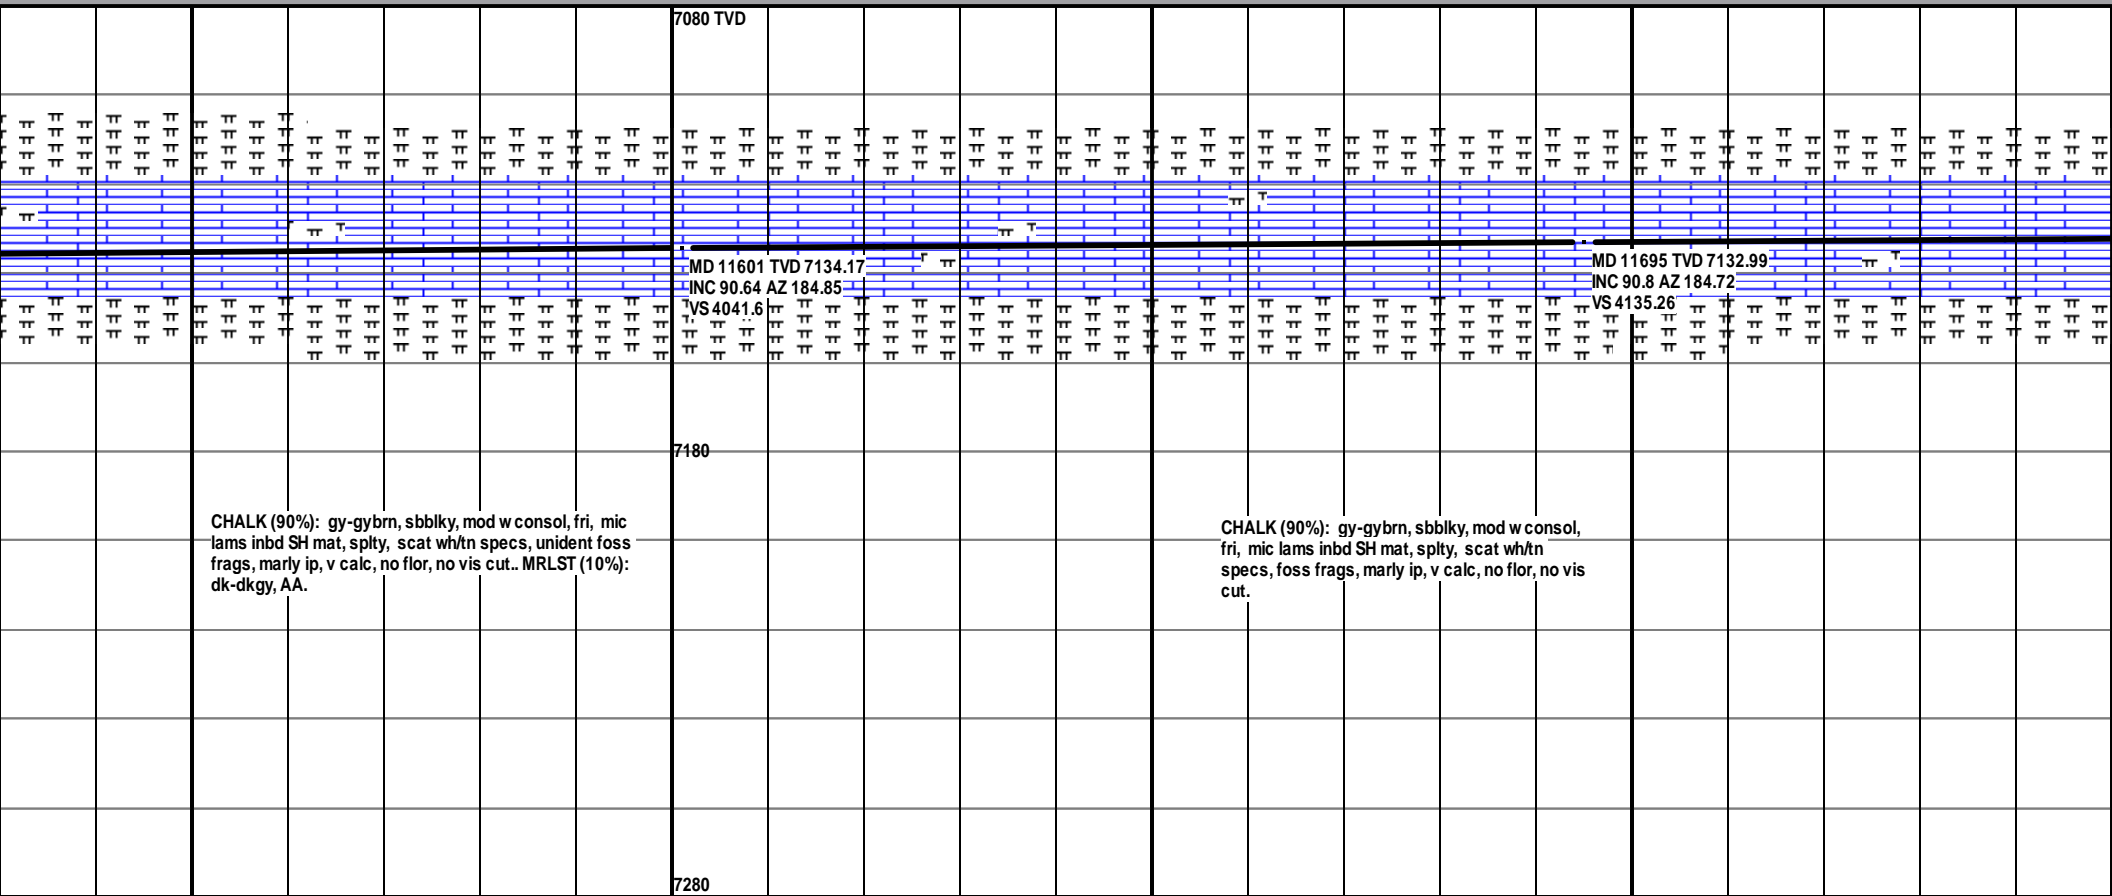 7080 TVD
MD 11601 TVD 7134.17
INC 90.64 AZ 184.85
VS 4041.6
MD 11695 TVD 7132.99
INC 90.8 AZ 184.72
VS 4135.26
7180
CHALK (90%): gy-gybrn, sbblky, mod w consol, fri, mic
lams inbd SH mat, splty, scat wh/tn specs, unident foss
frags, marly ip, v calc, no flor, no vis cut.. MRLST (10%):
dk-dkgy, AA.
CHALK (90%): gy-gybrn, sbblky, mod w consol,
fri, mic lams inbd SH mat, splty, scat wh/tn
specs, foss frags, marly ip, v calc, no flor, no vis
cut.
7280